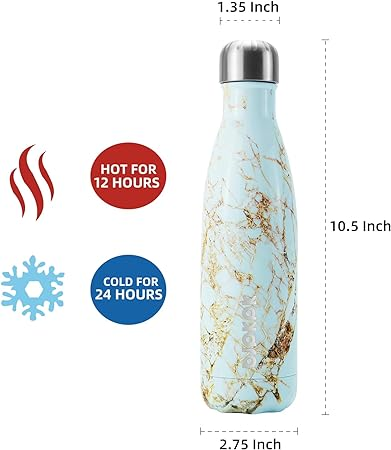 1.35 Inch
HOT FOR
12 HOURS
10.5 Inch
COLD FOR
24 HOURS
2.75 Inch